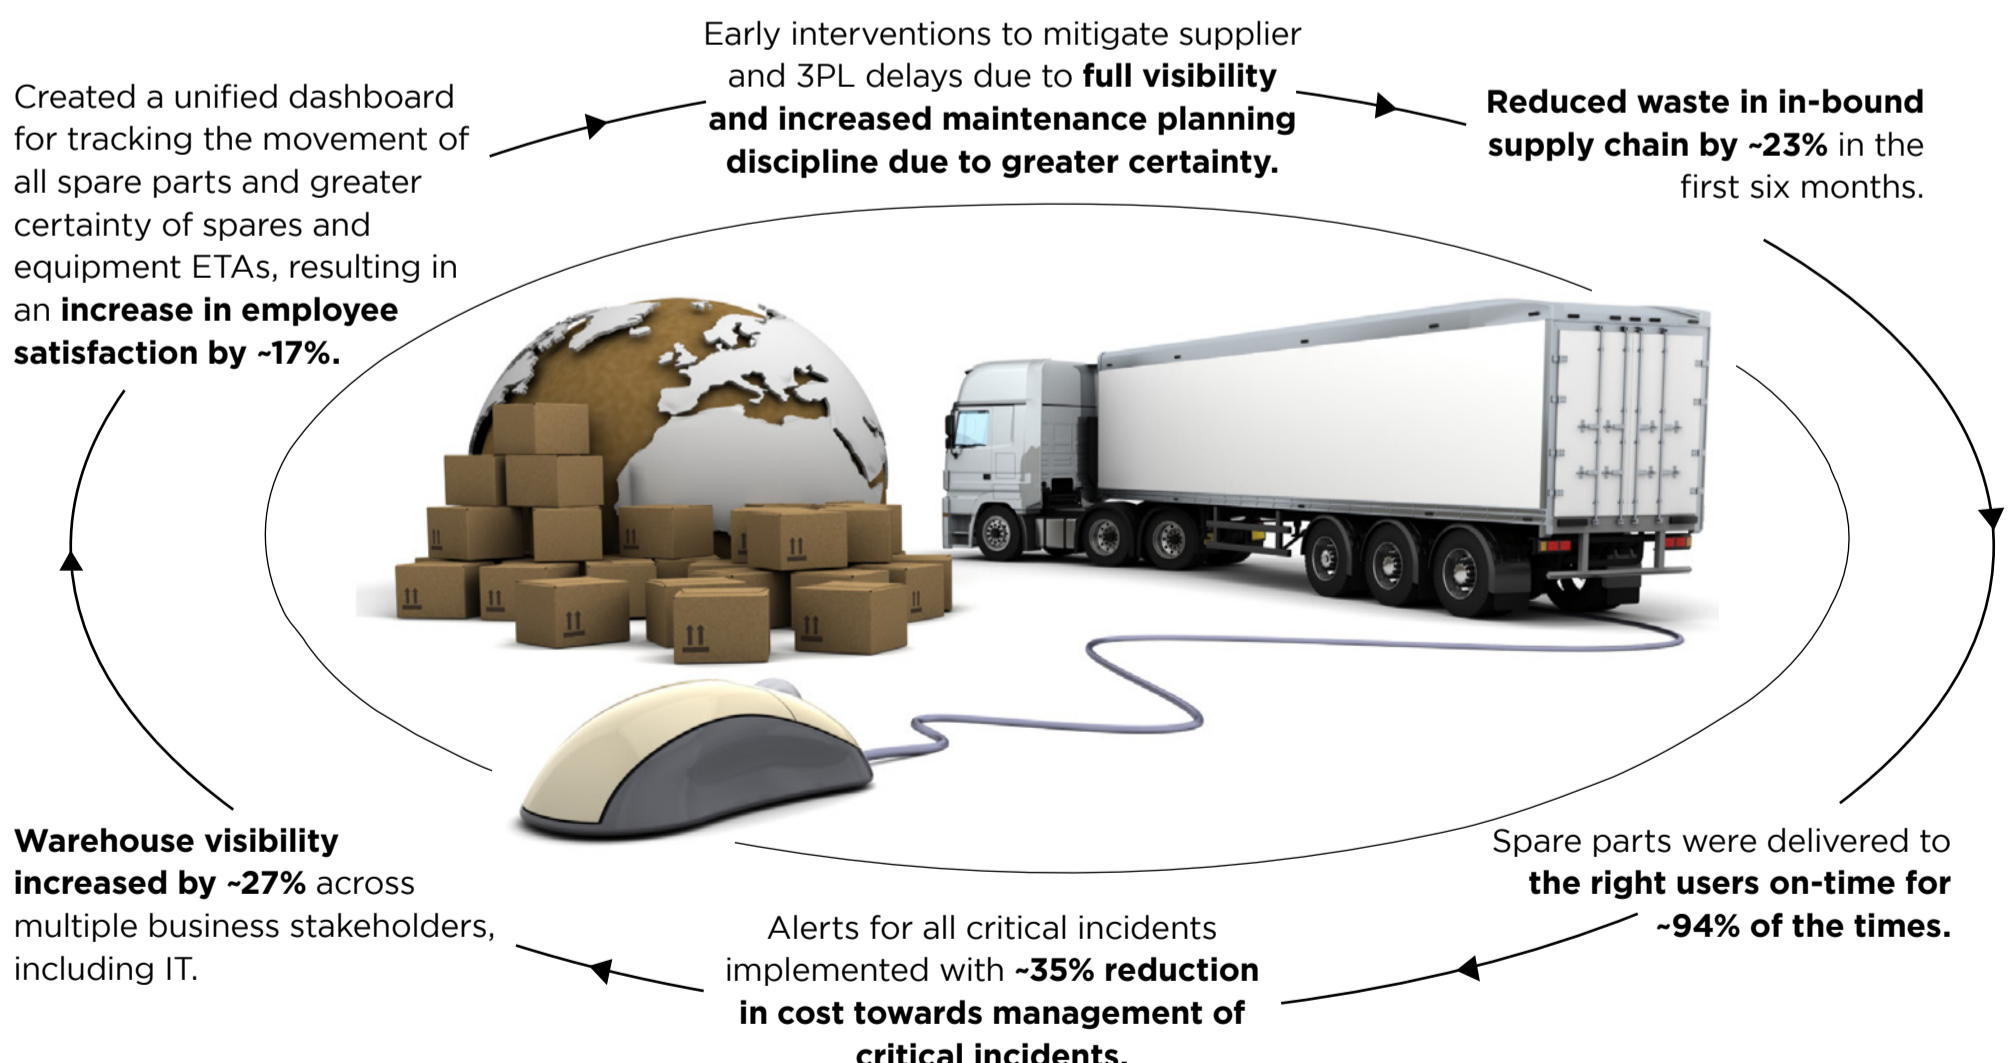 Early interventions to mitigate supplier
and 3PL delays due to full visibility
and increased maintenance planning
discipline due to greater certainty.
Created a unified dashboard
for tracking the movement of
all spare parts and greater
certainty of spares and
equipment ETAs, resulting in
an increase in employee
satisfaction by ~17%.
Reduced waste in in-bound
supply chain by ~23% in the
first six months.
Warehouse visibility
increased by ~27% across
multiple business stakeholders,
including IT.
Alerts for all critical incidents
implemented with ~35% reduction
in cost towards management of
critical incidents.
Spare parts were delivered to
the right users on-time for
~94% of the times.